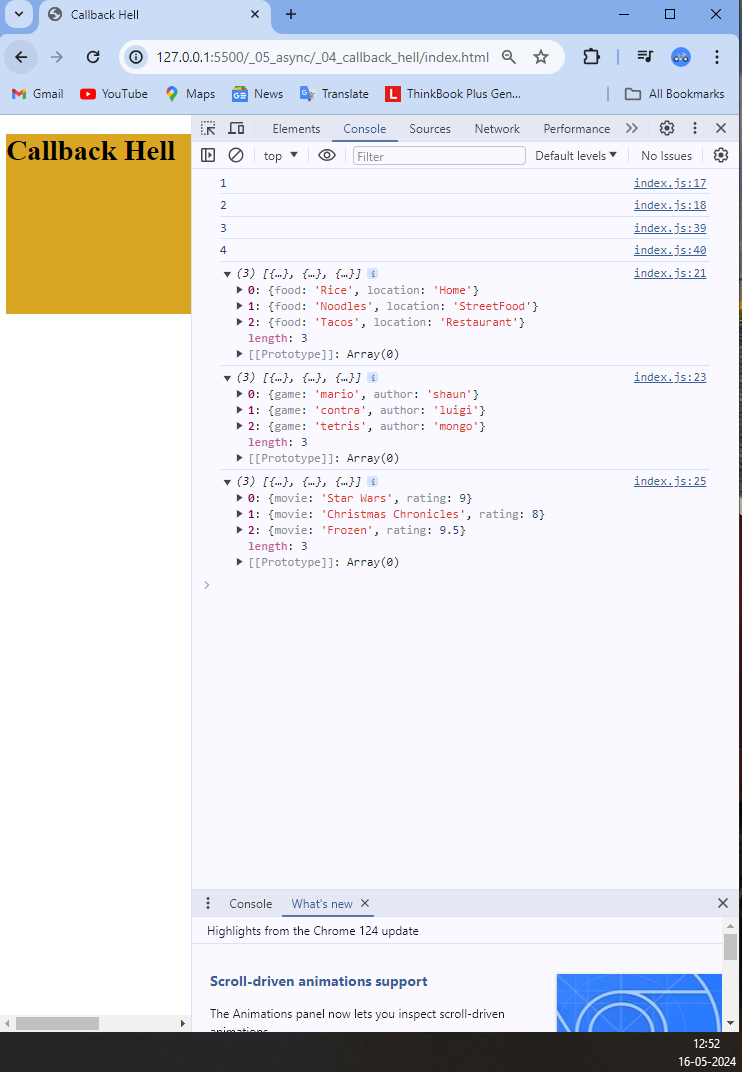 Callback Hell
127.0.0.1:5500/_05_async/_04_callback_hell/index.html
Gmail YouTube Maps News Translate ThinkBook Plus Gen... All Bookmarks
Callback Hell
Elements Console Sources Network Performance
top Filter Default levels No Issues
1 index.js:17
2 index.js:18
3 index.js:39
4 index.js:40
(3) [{…}, {…}, {…}] i index.js:21
0: {food: 'Rice', location: 'Home'}
1: {food: 'Noodles', location: 'StreetFood'}
2: {food: 'Tacos', location: 'Restaurant'}
length: 3
[[Prototype]]: Array(0)
(3) [{…}, {…}, {…}] i index.js:23
0: {game: 'mario', author: 'shaun'}
1: {game: 'contra', author: 'luigi'}
2: {game: 'tetris', author: 'mongo'}
length: 3
[[Prototype]]: Array(0)
(3) [{…}, {…}, {…}] i index.js:25
0: {movie: 'Star Wars', rating: 9}
1: {movie: 'Christmas Chronicles', rating: 8}
2: {movie: 'Frozen', rating: 9.5}
length: 3
[[Prototype]]: Array(0)
Console What's new
Highlights from the Chrome 124 update
Scroll-driven animations support
The Animations panel now lets you inspect scroll-driven
animations.
12:52
16-05-2024